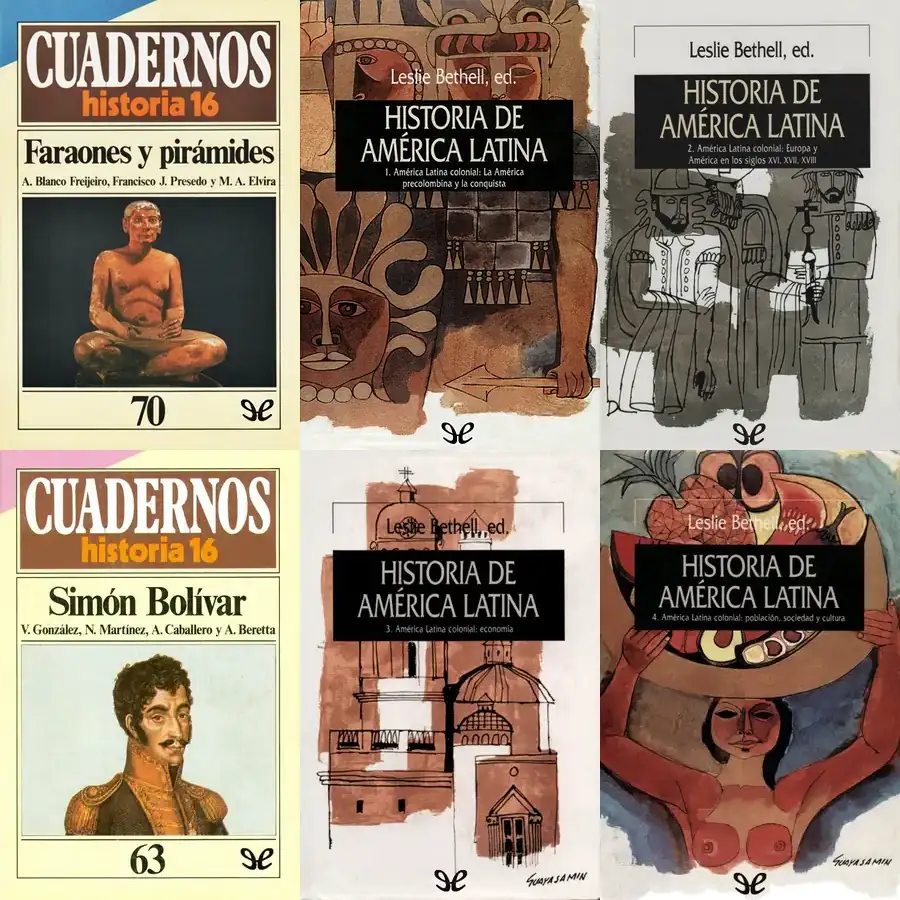 CUADERNOS
historia 16
Faraones y pirámides
A. Blanco Freijeiro, Francisco J. Presedo y M. A. Elvira
70
Leslie Bethell, ed.
HISTORIA DE
AMÉRICA LATINA
1. América Latina colonial: La América
precolombina y la conquista
Leslie Bethell, ed.
HISTORIA DE
AMÉRICA LATINA
2. América Latina colonial: Europa y
América en los siglos XVI, XVII, XVIII
CUADERNOS
historia 16
Simón Bolívar
V. González, N. Martínez, A. Caballero y A. Beretta
63
Leslie Bethell, ed.
HISTORIA DE
AMÉRICA LATINA
3. América Latina colonial: economía
GUAYASAMIN
Leslie Bethell, ed.
HISTORIA DE
AMÉRICA LATINA
4. América Latina colonial: población, sociedad y cultura
GUAYASAMIN